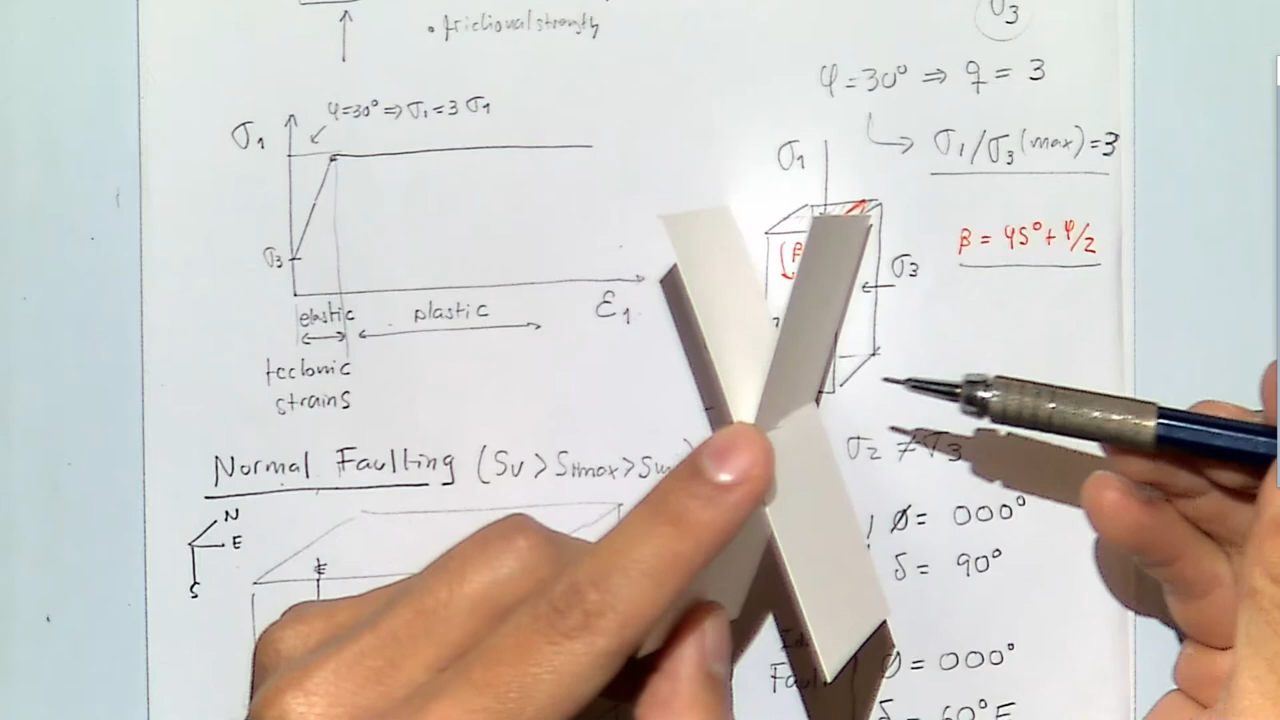 • frictional strength
σ3
φ=30° ⇒ q = 3
φ=30° ⇒ σ1=3 σ1
σ1
σ1/σ3(max)=3
σ1
β
β = 45°+φ/2
σ3
σ3
elastic
plastic
ε1
tectonic
strains
σ2 ≠ σ3
Normal Faulting (Sv > SHmax > S
N
E
S
Ø = 000°
δ = 90°
Ø = 000°
δ = 60°E